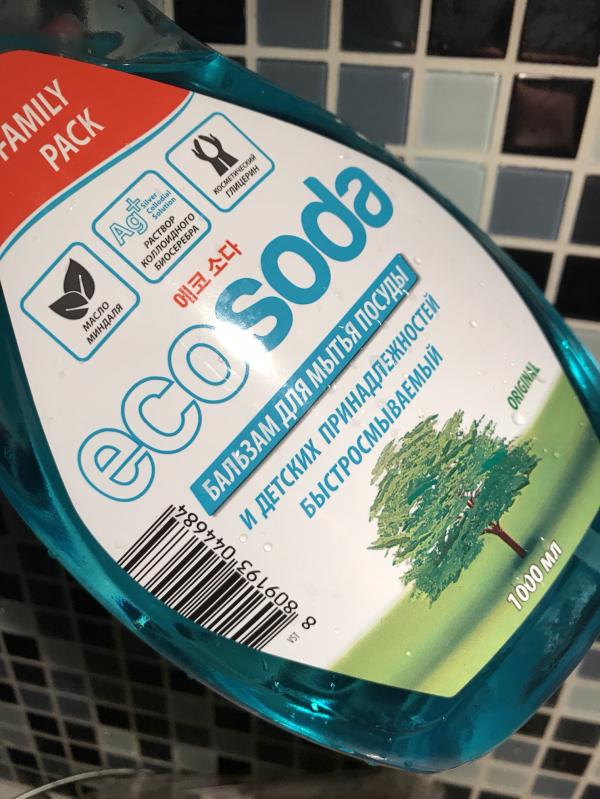 FAMILY
PACK
МАСЛО
МИНДАЛЯ
Ag+
Silver
Colloidal
Solution
РАСТВОР
КОЛЛОИДНОГО
БИОСЕРЕБРА
КОСМЕТИЧЕСКИЙ
ГЛИЦЕРИН
에코 소다
ecosoda
БАЛЬЗАМ ДЛЯ МЫТЬЯ ПОСУДЫ
И ДЕТСКИХ ПРИНАДЛЕЖНОСТЕЙ
БЫСТРОСМЫВАЕМЫЙ
ORIGINAL
1000 мл
8 809193 044684
VST